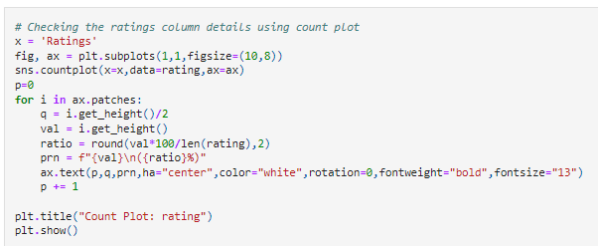 # Checking the ratings column details using count plot
x = 'Ratings'
fig, ax = plt.subplots(1,1,figsize=(10,8))
sns.countplot(x=x,data=rating,ax=ax)
p=0
for i in ax.patches:
    q = i.get_height()/2
    val = i.get_height()
    ratio = round(val*100/len(rating),2)
    prn = f"{val}\n({ratio}%)"
    ax.text(p,q,prn,ha="center",color="white",rotation=0,fontweight="bold",fontsize="13")
    p += 1
plt.title("Count Plot: rating")
plt.show()